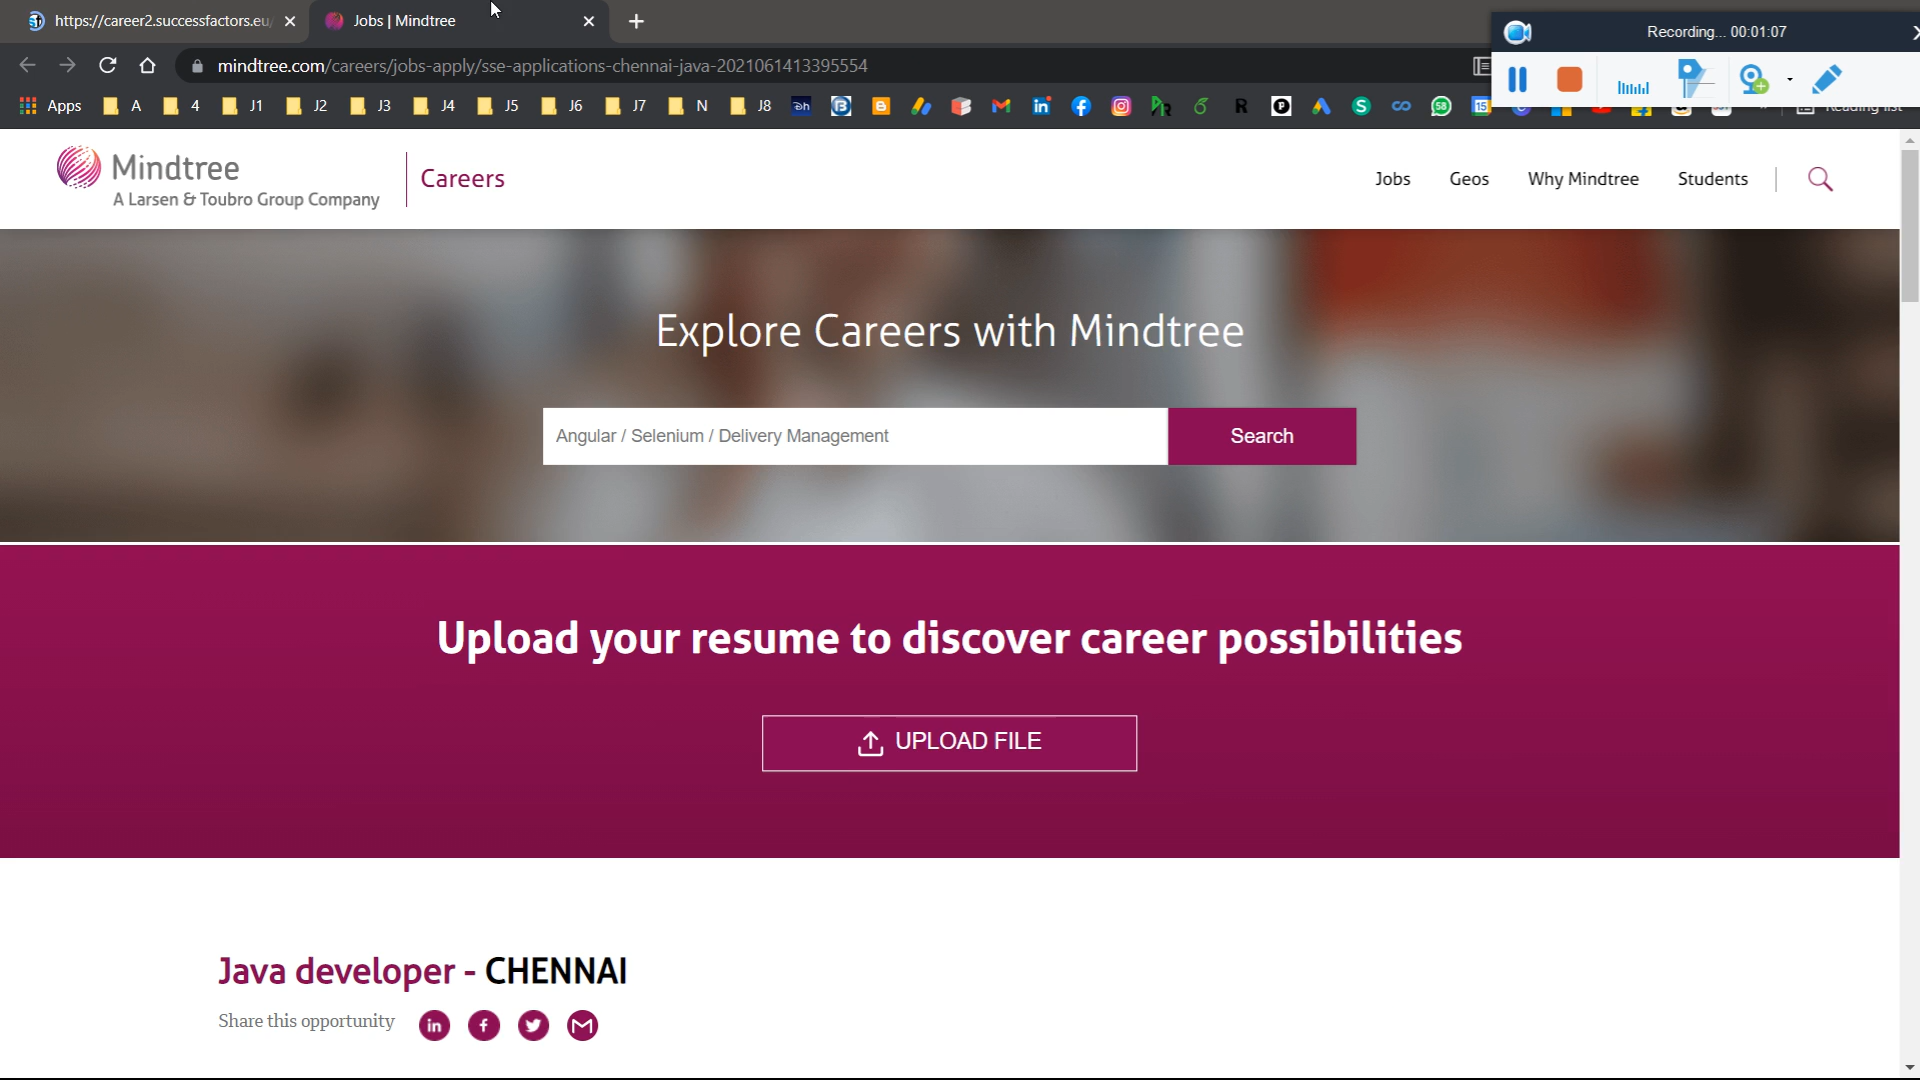 https://career2.successfactors.eu/
Jobs | Mindtree
Recording... 00:01:07
mindtree.com/careers/jobs-apply/sse-applications-chennai-java-2021061413395554
Apps A 4 J1 J2 J3 J4 J5 J6 J7 N J8
Reading list
Mindtree
A Larsen & Toubro Group Company
Careers
Jobs Geos Why Mindtree Students
Explore Careers with Mindtree
Angular / Selenium / Delivery Management
Search
Upload your resume to discover career possibilities
UPLOAD FILE
Java developer - CHENNAI
Share this opportunity